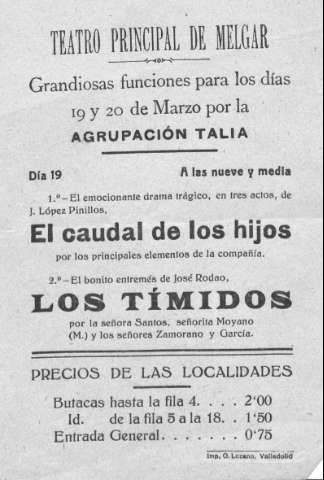 TEATRO PRINCIPAL DE MELGAR
Grandiosas funciones para los días
19 y 20 de Marzo por la
AGRUPACIÓN TALIA
Día 19 A las nueve y media
1.º - El emocionante drama trágico, en tres actos, de
J. López Pinillos,
El caudal de los hijos
por los principales elementos de la compañía.
2.º - El bonito entremés de José Rodao,
LOS TÍMIDOS
por la señora Santos, señorita Moyano
(M.) y los señores Zamorano y García.
PRECIOS DE LAS LOCALIDADES
Butacas hasta la fila 4. . . . 2'00
Id. de la fila 5 a la 18. . 1'50
Entrada General. . . . . . . 0'75
Imp. O. Lozano, Valladolid